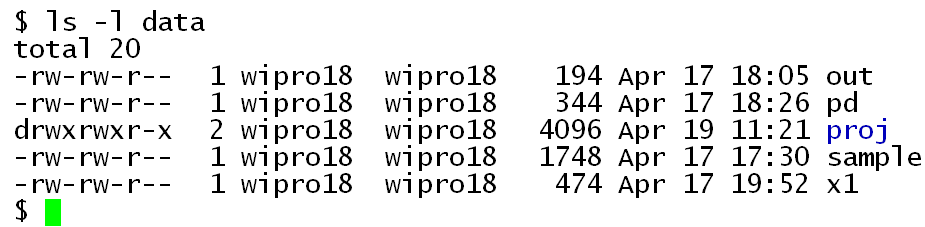 $ ls -l data
total 20
-rw-rw-r--  1 wipro18  wipro18   194 Apr 17 18:05 out
-rw-rw-r--  1 wipro18  wipro18   344 Apr 17 18:26 pd
drwxrwxr-x  2 wipro18  wipro18  4096 Apr 19 11:21 proj
-rw-rw-r--  1 wipro18  wipro18  1748 Apr 17 17:30 sample
-rw-rw-r--  1 wipro18  wipro18   474 Apr 17 19:52 x1
$